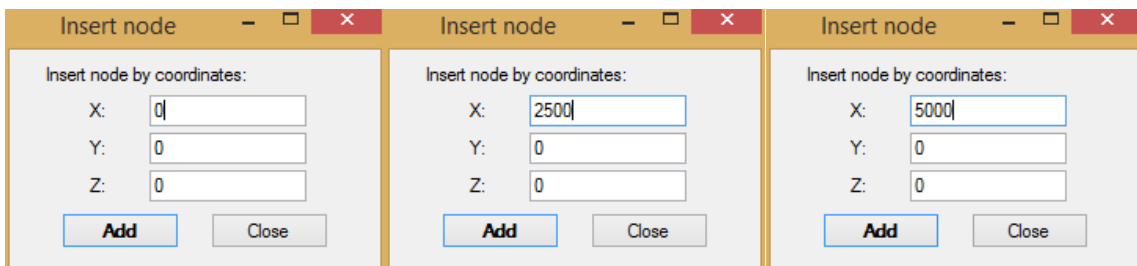 Insert node
Insert node by coordinates:
X: 0
Y: 0
Z: 0
Add Close
Insert node
Insert node by coordinates:
X: 2500
Y: 0
Z: 0
Add Close
Insert node
Insert node by coordinates:
X: 5000
Y: 0
Z: 0
Add Close